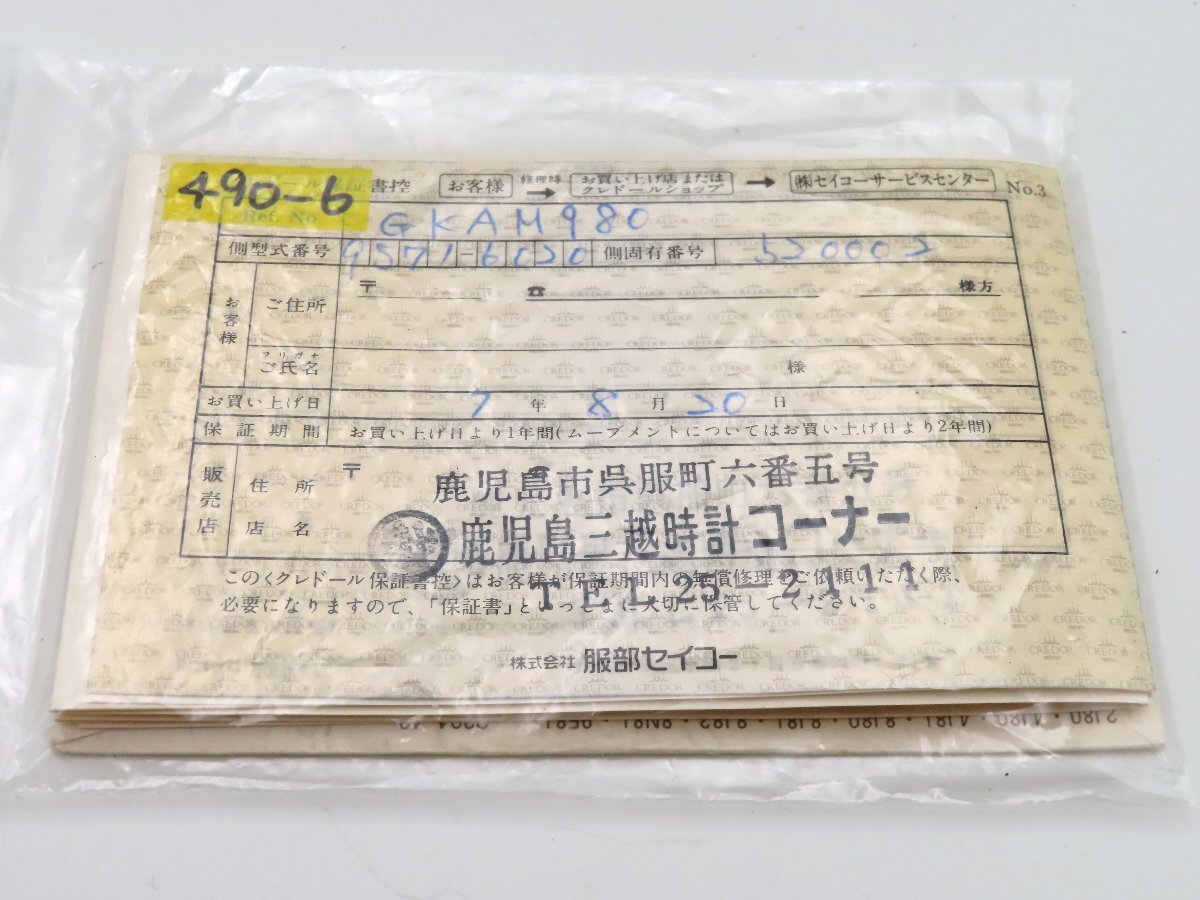 490-6
書控 お客様 修理時 → お買い上げ店または クレドールショップ → ㈱セイコーサービスセンター No.3
Ref. No GKAM980
側型式番号 9571-6020 側固有番号 520002
お客様 ご住所 〒 ☎ 様方
フリガナ
ご氏名 様
お買い上げ日 7年 8月 20日
保証期間 お買い上げ日より1年間(ムーブメントについてはお買い上げ日より2年間)
販売店 住所 〒 鹿児島市呉服町六番五号
店名 鹿児島三越時計コーナー
TEL 2411
この〈クレドール保証書控〉はお客様が保証期間内の無償修理をご依頼いただく際、
必要になりますので、「保証書」といっしょに大切に保管してください。
株式会社 服部セイコー